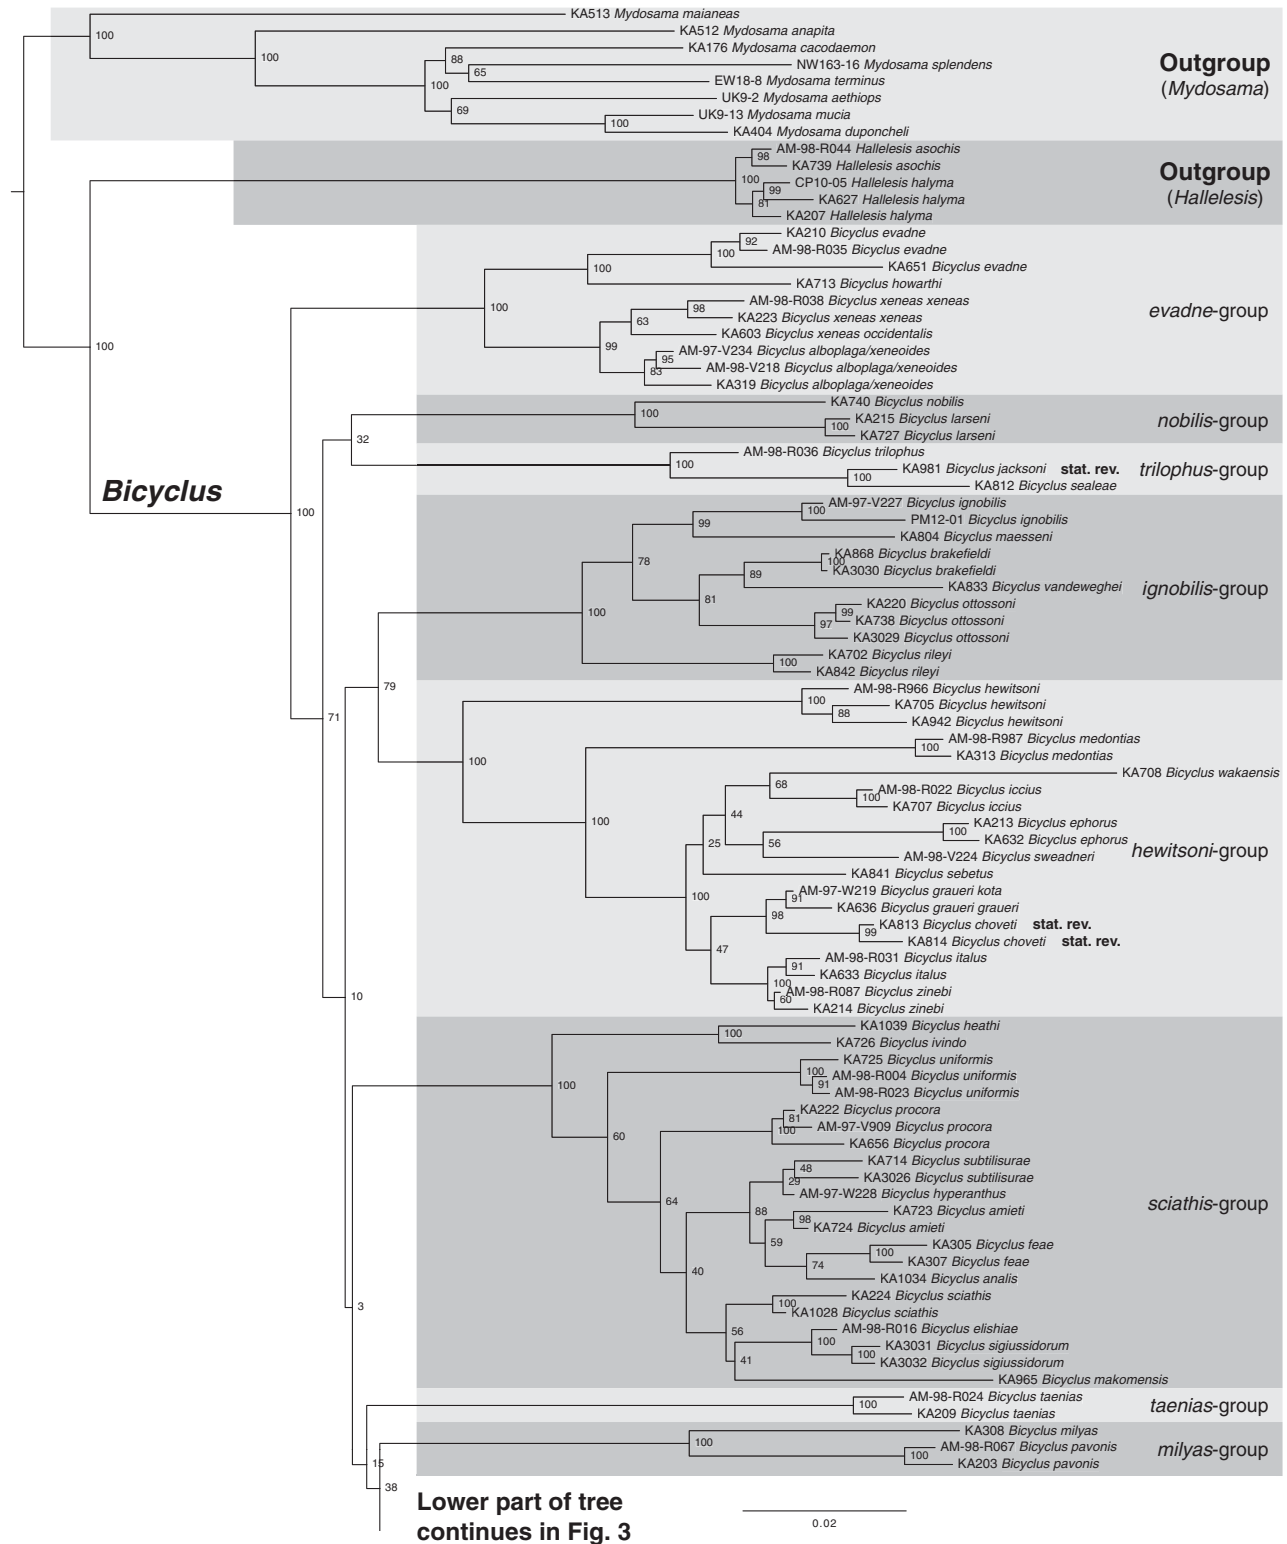 KA513 Mydosama maianeas
100
KA512 Mydosama anapita
100
KA176 Mydosama cacodaemon
88
NW163-16 Mydosama splendens
65
EW18-8 Mydosama terminus
100
UK9-2 Mydosama aethiops
69
UK9-13 Mydosama mucia
100
KA404 Mydosama duponcheli
Outgroup
(Mydosama)
AM-98-R044 Hallelesis asochis
98
KA739 Hallelesis asochis
100
CP10-05 Hallelesis halyma
99
KA627 Hallelesis halyma
81
KA207 Hallelesis halyma
Outgroup
(Hallelesis)
KA210 Bicyclus evadne
92
AM-98-R035 Bicyclus evadne
100
KA651 Bicyclus evadne
100
KA713 Bicyclus howarthi
100
AM-98-R038 Bicyclus xeneas xeneas
98
KA223 Bicyclus xeneas xeneas
63
KA603 Bicyclus xeneas occidentalis
99
AM-97-V234 Bicyclus alboplaga/xeneoides
95
AM-98-V218 Bicyclus alboplaga/xeneoides
83
KA319 Bicyclus alboplaga/xeneoides
evadne-group
100
KA740 Bicyclus nobilis
100
KA215 Bicyclus larseni
100
KA727 Bicyclus larseni
nobilis-group
32
AM-98-R036 Bicyclus trilophus
100
KA981 Bicyclus jacksoni stat. rev.
100
KA812 Bicyclus sealeae
trilophus-group
Bicyclus
100
AM-97-V227 Bicyclus ignobilis
100
PM12-01 Bicyclus ignobilis
99
KA804 Bicyclus maesseni
78
KA868 Bicyclus brakefieldi
100
KA3030 Bicyclus brakefieldi
89
KA833 Bicyclus vandeweghei
81
KA220 Bicyclus ottossoni
99
KA738 Bicyclus ottossoni
97
KA3029 Bicyclus ottossoni
100
KA702 Bicyclus rileyi
100
KA842 Bicyclus rileyi
ignobilis-group
79
71
AM-98-R966 Bicyclus hewitsoni
100
KA705 Bicyclus hewitsoni
88
KA942 Bicyclus hewitsoni
100
AM-98-R987 Bicyclus medontias
100
KA313 Bicyclus medontias
100
KA708 Bicyclus wakaensis
68
AM-98-R022 Bicyclus iccius
100
KA707 Bicyclus iccius
44
KA213 Bicyclus ephorus
100
KA632 Bicyclus ephorus
56
AM-98-V224 Bicyclus sweadneri
25
KA841 Bicyclus sebetus
100
AM-97-W219 Bicyclus graueri kota
91
KA636 Bicyclus graueri graueri
98
KA813 Bicyclus choveti stat. rev.
99
KA814 Bicyclus choveti stat. rev.
47
AM-98-R031 Bicyclus italus
91
KA633 Bicyclus italus
100
AM-98-R087 Bicyclus zinebi
60
KA214 Bicyclus zinebi
hewitsoni-group
10
KA1039 Bicyclus heathi
100
KA726 Bicyclus ivindo
100
KA725 Bicyclus uniformis
100
AM-98-R004 Bicyclus uniformis
91
AM-98-R023 Bicyclus uniformis
60
KA222 Bicyclus procora
81
AM-97-V909 Bicyclus procora
100
KA656 Bicyclus procora
64
KA714 Bicyclus subtilisurae
48
KA3026 Bicyclus subtilisurae
29
AM-97-W228 Bicyclus hyperanthus
88
KA723 Bicyclus amieti
98
KA724 Bicyclus amieti
59
KA305 Bicyclus feae
100
KA307 Bicyclus feae
74
KA1034 Bicyclus analis
40
KA224 Bicyclus sciathis
100
KA1028 Bicyclus sciathis
56
AM-98-R016 Bicyclus elishiae
100
KA3031 Bicyclus sigiussidorum
100
KA3032 Bicyclus sigiussidorum
41
KA965 Bicyclus makomensis
sciathis-group
3
AM-98-R024 Bicyclus taenias
100
KA209 Bicyclus taenias
taenias-group
15
KA308 Bicyclus milyas
100
AM-98-R067 Bicyclus pavonis
100
KA203 Bicyclus pavonis
milyas-group
38
Lower part of tree
continues in Fig. 3
0.02